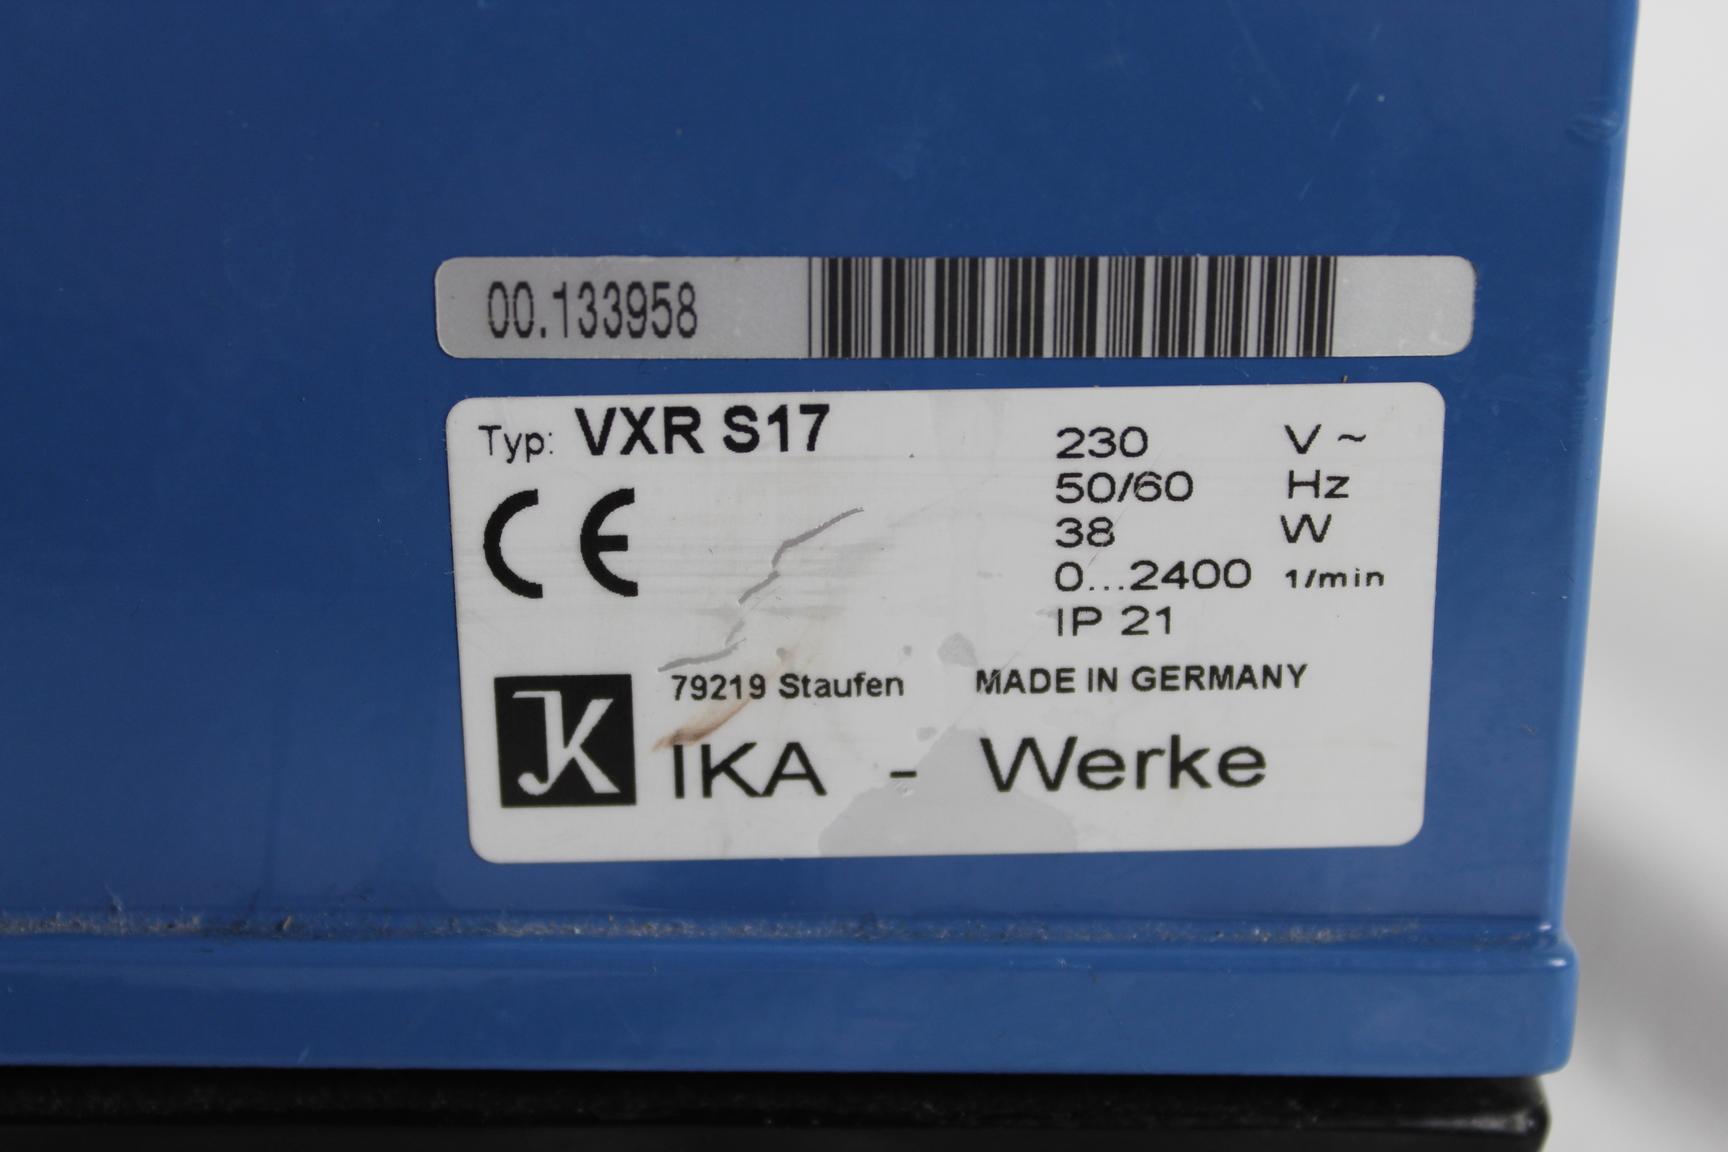 00.133958
Typ: VXR S17
230 V ~
50/60 Hz
38 W
0...2400 1/min
IP 21
CE
79219 Staufen MADE IN GERMANY
JK IKA - Werke